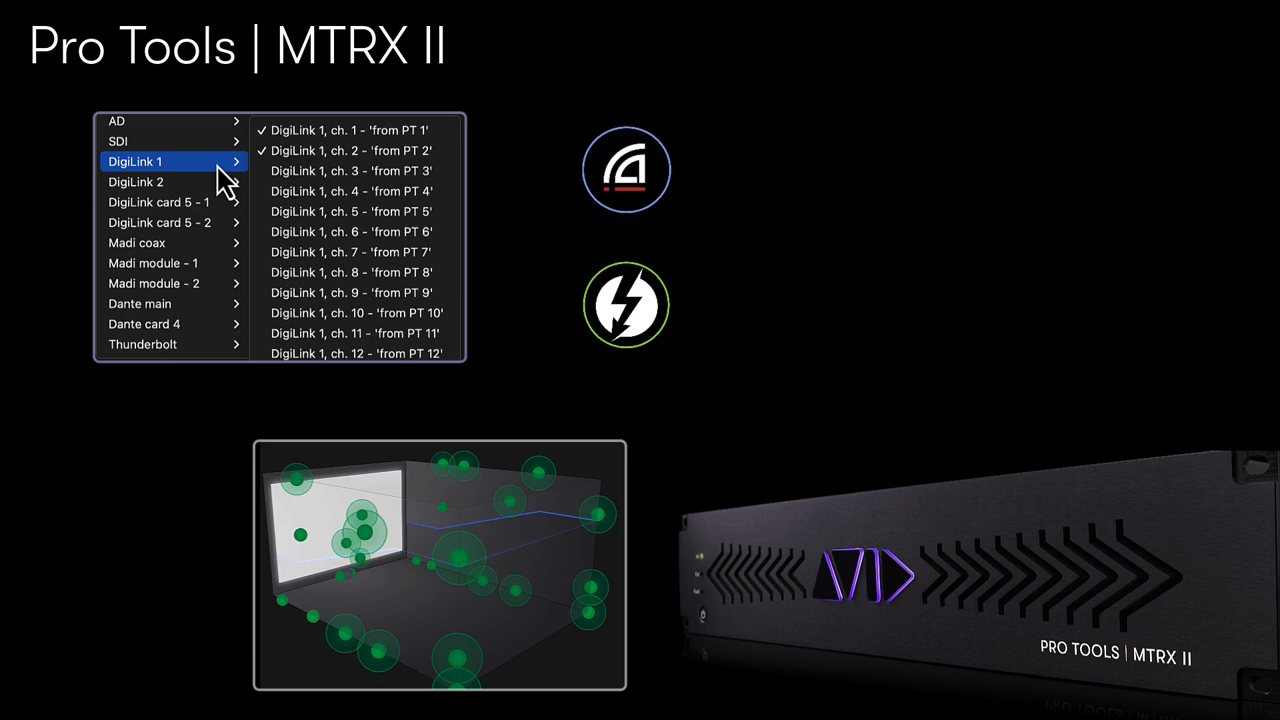 Pro Tools | MTRX II
AD
SDI
DigiLink 1
DigiLink 2
DigiLink card 5 - 1
DigiLink card 5 - 2
Madi coax
Madi module - 1
Madi module - 2
Dante main
Dante card 4
Thunderbolt
DigiLink 1, ch. 1 - 'from PT 1'
DigiLink 1, ch. 2 - 'from PT 2'
DigiLink 1, ch. 3 - 'from PT 3'
DigiLink 1, ch. 4 - 'from PT 4'
DigiLink 1, ch. 5 - 'from PT 5'
DigiLink 1, ch. 6 - 'from PT 6'
DigiLink 1, ch. 7 - 'from PT 7'
DigiLink 1, ch. 8 - 'from PT 8'
DigiLink 1, ch. 9 - 'from PT 9'
DigiLink 1, ch. 10 - 'from PT 10'
DigiLink 1, ch. 11 - 'from PT 11'
DigiLink 1, ch. 12 - 'from PT 12'
PRO TOOLS | MTRX II